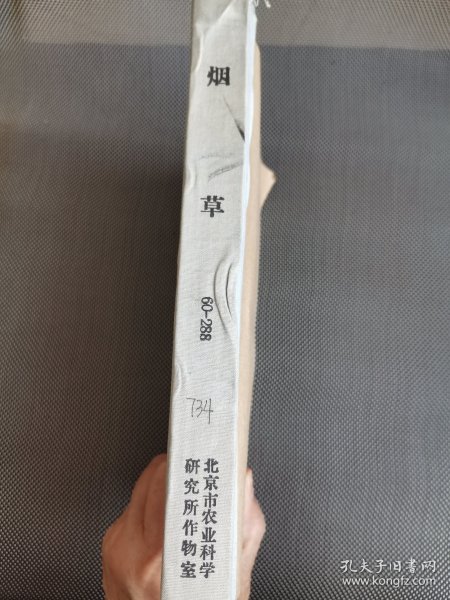 烟草
60-288
734
北京市农业科学
研究所作物室
孔夫子旧书网
www.kongfz.com